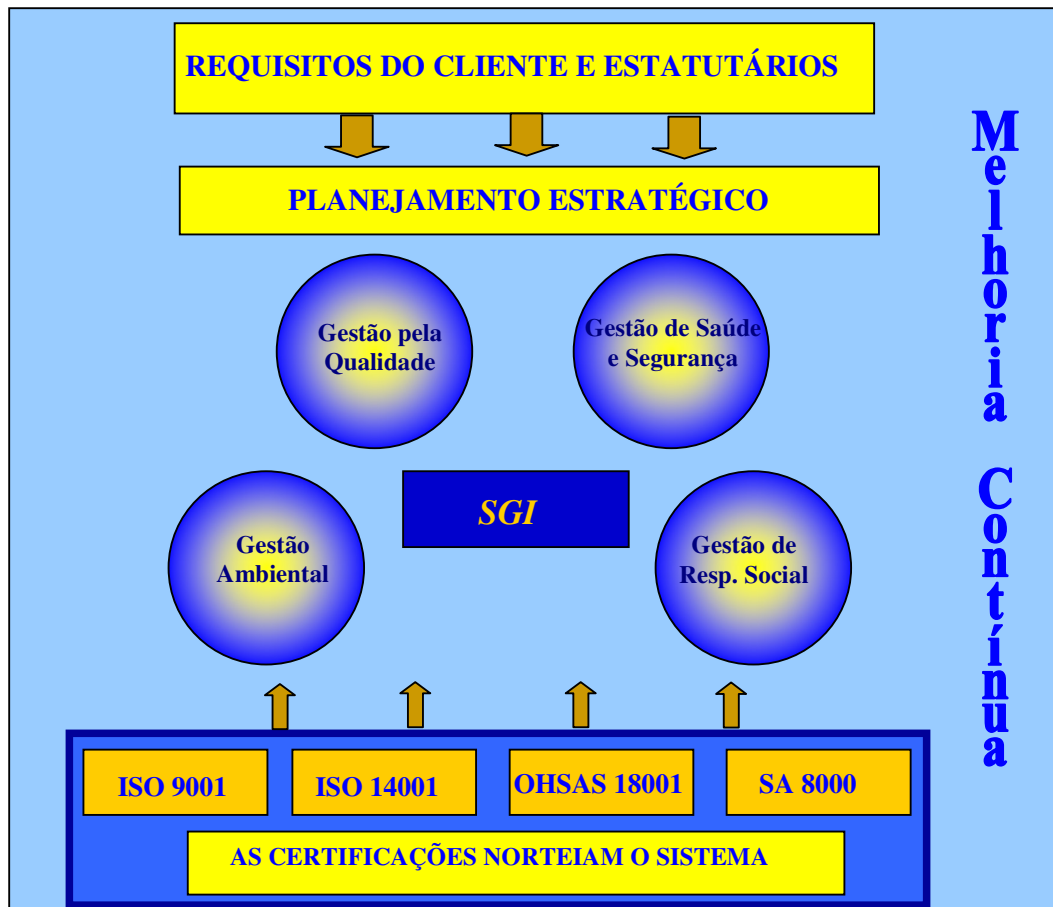 REQUISITOS DO CLIENTE E ESTATUTÁRIOS
PLANEJAMENTO ESTRATÉGICO
Gestão pela
Qualidade
Gestão de Saúde
e Segurança
SGI
Gestão
Ambiental
Gestão de
Resp. Social
ISO 9001
ISO 14001
OHSAS 18001
SA 8000
AS CERTIFICAÇÕES NORTEIAM O SISTEMA
Melhoria Contínua